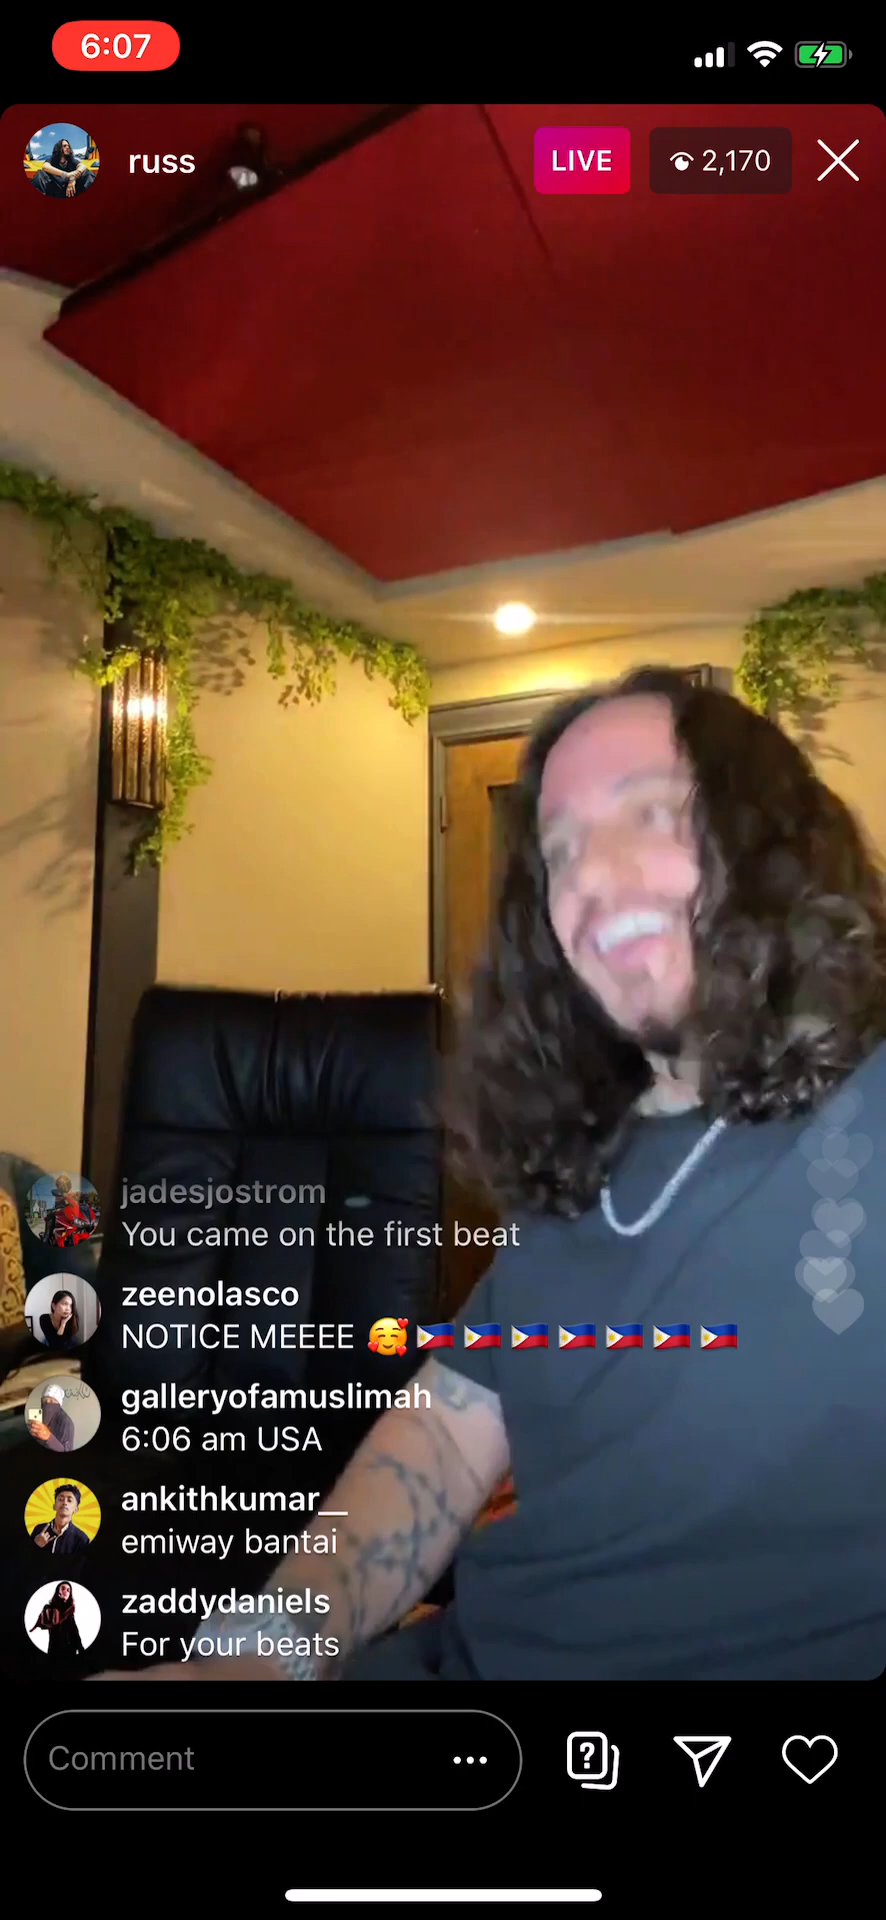 6:07
russ
LIVE
2,170
jadesjostrom
You came on the first beat
zeenolasco
NOTICE MEEEE 🥰🇵🇭🇵🇭🇵🇭🇵🇭🇵🇭🇵🇭🇵🇭
galleryofamuslimah
6:06 am USA
ankithkumar__
emiway bantai
zaddydaniels
For your beats
Comment